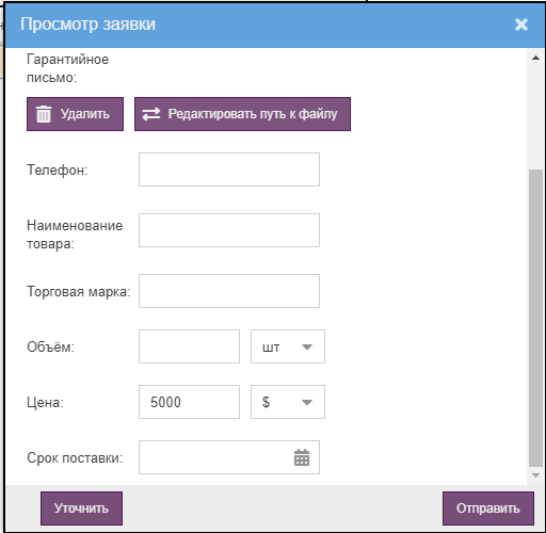 Просмотр заявки
Гарантийное
письмо:
Удалить
Редактировать путь к файлу
Телефон:
Наименование
товара:
Торговая марка:
Объём:
шт
Цена:
5000
$
Срок поставки:
Уточнить
Отправить